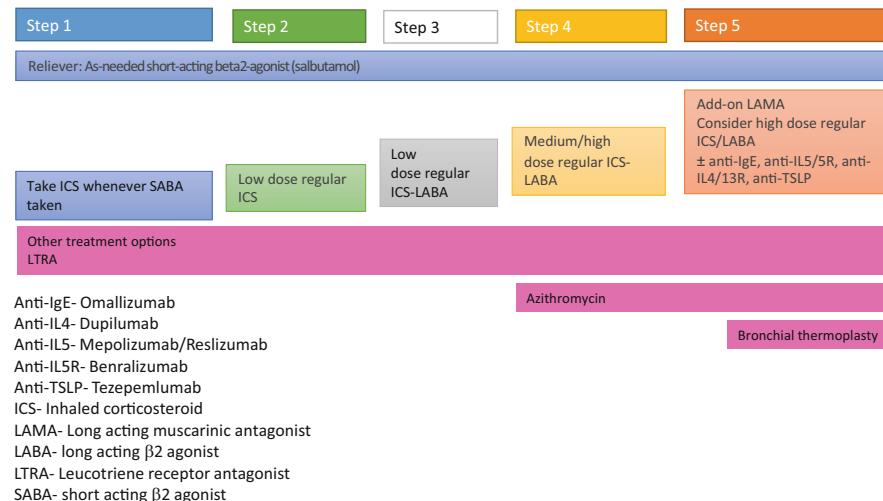 Step 1
Step 2
Step 3
Step 4
Step 5
Reliever: As-needed short-acting beta2-agonist (salbutamol)
Take ICS whenever SABA
taken
Low dose regular
ICS
Low
dose regular
ICS-LABA
Medium/high
dose regular ICS-
LABA
Add-on LAMA
Consider high dose regular
ICS/LABA
± anti-IgE, anti-IL5/5R, anti-
IL4/13R, anti-TSLP
Other treatment options
LTRA
Azithromycin
Bronchial thermoplasty
Anti-IgE- Omallizumab
Anti-IL4- Dupilumab
Anti-IL5- Mepolizumab/Reslizumab
Anti-IL5R- Benralizumab
Anti-TSLP- Tezepemlumab
ICS- Inhaled corticosteroid
LAMA- Long acting muscarinic antagonist
LABA- long acting β2 agonist
LTRA- Leucotriene receptor antagonist
SABA- short acting β2 agonist